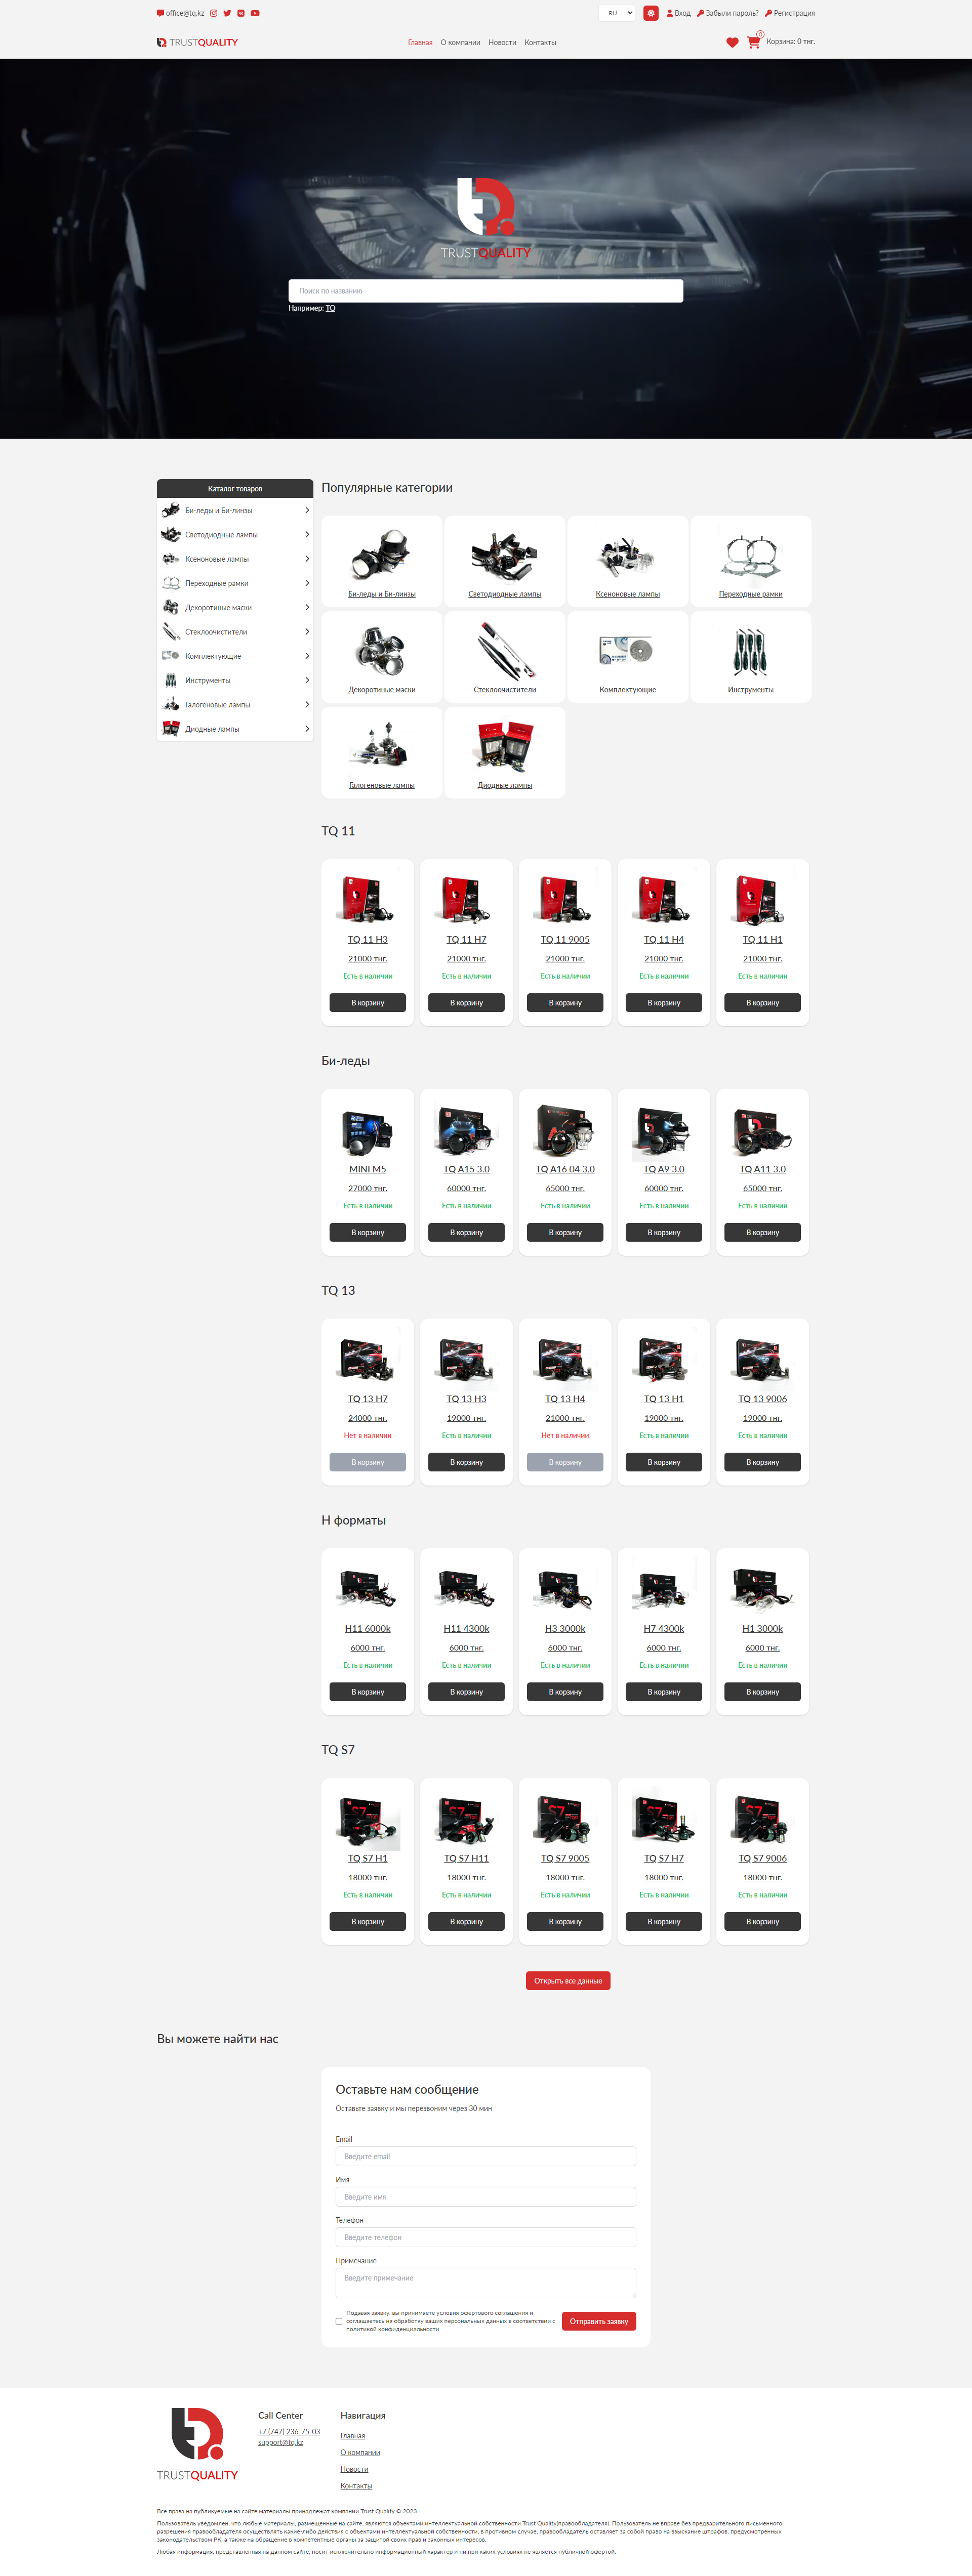 office@tq.kz
RU
Вход
Забыли пароль?
Регистрация
TRUSTQUALITY
Главная
О компании
Новости
Контакты
0
Корзина: 0 тнг.
TRUSTQUALITY
Поиск по названию
Например: TQ
Каталог товаров
Би-леды и Би-линзы
Светодиодные лампы
Ксеноновые лампы
Переходные рамки
Декоротиные маски
Стеклоочистители
Комплектующие
Инструменты
Галогеновые лампы
Диодные лампы
Популярные категории
Би-леды и Би-линзы
Светодиодные лампы
Ксеноновые лампы
Переходные рамки
Декоротиные маски
Стеклоочистители
Комплектующие
Инструменты
Галогеновые лампы
Диодные лампы
TQ 11
TQ 11 H3
TQ 11 H7
TQ 11 9005
TQ 11 H4
TQ 11 H1
21000 тнг.
21000 тнг.
21000 тнг.
21000 тнг.
21000 тнг.
Есть в наличии
Есть в наличии
Есть в наличии
Есть в наличии
Есть в наличии
В корзину
В корзину
В корзину
В корзину
В корзину
Би-леды
MINI M5
TQ A15 3.0
TQ A16 04 3.0
TQ A9 3.0
TQ A11 3.0
27000 тнг.
60000 тнг.
65000 тнг.
60000 тнг.
65000 тнг.
Есть в наличии
Есть в наличии
Есть в наличии
Есть в наличии
Есть в наличии
В корзину
В корзину
В корзину
В корзину
В корзину
TQ 13
TQ 13 H7
TQ 13 H3
TQ 13 H4
TQ 13 H1
TQ 13 9006
24000 тнг.
19000 тнг.
21000 тнг.
19000 тнг.
19000 тнг.
Нет в наличии
Есть в наличии
Нет в наличии
Есть в наличии
Есть в наличии
В корзину
В корзину
В корзину
В корзину
В корзину
H форматы
H11 6000k
H11 4300k
H3 3000k
H7 4300k
H1 3000k
6000 тнг.
6000 тнг.
6000 тнг.
6000 тнг.
6000 тнг.
Есть в наличии
Есть в наличии
Есть в наличии
Есть в наличии
Есть в наличии
В корзину
В корзину
В корзину
В корзину
В корзину
TQ S7
S7
S7
S7
S7
S7
TQ S7 H1
TQ S7 H11
TQ S7 9005
TQ S7 H7
TQ S7 9006
18000 тнг.
18000 тнг.
18000 тнг.
18000 тнг.
18000 тнг.
Есть в наличии
Есть в наличии
Есть в наличии
Есть в наличии
Есть в наличии
В корзину
В корзину
В корзину
В корзину
В корзину
Открыть все данные
Вы можете найти нас
Оставьте нам сообщение
Оставьте заявку и мы перезвоним через 30 мин
Email
Введите email
Имя
Введите имя
Телефон
Введите телефон
Примечание
Введите примечание
Подавая заявку, вы принимаете условия офертового соглашения и
соглашаетесь на обработку ваших персональных данных в соответствии с
политикой конфиденциальности
Отправить заявку
TRUSTQUALITY
Call Center
+7 (747) 236-75-03
support@tq.kz
Навигация
Главная
О компании
Новости
Контакты
Все права на публикуемые на сайте материалы принадлежат компании Trust Quality © 2023
Пользователь уведомлен, что любые материалы, размещенные на сайте, являются объектами интеллектуальной собственности Trust Quality(правообладателя). Пользователь не вправе без предварительного письменного
разрешения правообладателя осуществлять какие-либо действия с объектами интеллектуальной собственности, в противном случае, правообладатель оставляет за собой право на взыскание штрафов, предусмотренных
законодательством РК, а также на обращение в компетентные органы за защитой своих прав и законных интересов.
Любая информация, представленная на данном сайте, носит исключительно информационный характер и ни при каких условиях не является публичной офертой.